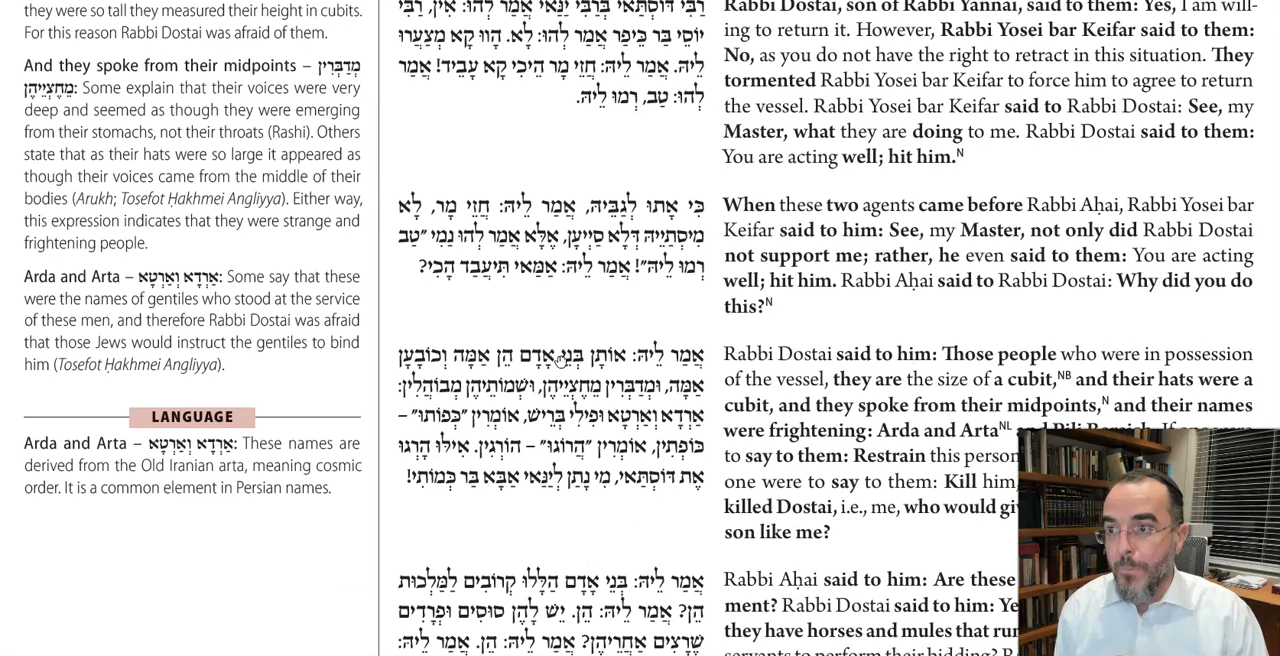 they were so tall they measured their height in cubits.
For this reason Rabbi Dostai was afraid of them.
And they spoke from their midpoints – מְדַבְּרִין
מֵחֶצְיֵיהֶן: Some explain that their voices were very
deep and seemed as though they were emerging
from their stomachs, not their throats (Rashi). Others
state that as their hats were so large it appeared as
though their voices came from the middle of their
bodies (Arukh; Tosefot Ḥakhmei Angliyya). Either way,
this expression indicates that they were strange and
frightening people.
Arda and Arta – אַרְדָּא וְאַרְטָא: Some say that these
were the names of gentiles who stood at the service
of these men, and therefore Rabbi Dostai was afraid
that those Jews would instruct the gentiles to bind
him (Tosefot Ḥakhmei Angliyya).
LANGUAGE
Arda and Arta – אַרְדָּא וְאַרְטָא: These names are
derived from the Old Iranian arta, meaning cosmic
order. It is a common element in Persian names.
רַבִּי דּוֹסְתַּאי בְּרַבִּי יַנַּאי אֲמַר לְהוּ: אִין, רַבִּי
יוֹסֵי בַּר כֵּיפַר אֲמַר לְהוּ: לָא. הֲווֹ קָא מְצַעֲרוּ
לֵיהּ. אֲמַר לֵיהּ: חֲזֵי מָר הֵיכִי קָא עָבֵיד! אֲמַר
לְהוּ: טַב, רְמוֹ לֵיהּ.
כִּי אֲתוֹ לְגַבֵּיהּ, אֲמַר לֵיהּ: חֲזֵי מָר, לָא
מִיסְתַּיֵּיהּ דְּלָא סַיְּיעַן, אֶלָּא אֲמַר לְהוּ נָמֵי ״טַב
רְמוֹ לֵיהּ״! אֲמַר לֵיהּ: אַמַּאי תִּיעֲבֵד הָכִי?
אֲמַר לֵיהּ: אוֹתָן בְּנֵי אָדָם הֵן אַמָּה וְכוֹבָעָן
אַמָּה, וּמְדַבְּרִין מֵחֶצְיֵיהֶן, וּשְׁמוֹתֵיהֶן מְבוֹהָלִין:
אַרְדָּא וְאַרְטָא וּפִילֵי בְּרֵישׁ, אוֹמְרִין ״כְּפוֹתוּ״ –
כּוֹפְתִין, אוֹמְרִין ״הֲרוֹגוּ״ – הוֹרְגִין. אִילּוּ הָרְגוּ
אֶת דּוֹסְתַּאי, מִי נָתַן לְיַנַּאי אַבָּא בַּר כְּמוֹתִי!
אֲמַר לֵיהּ: בְּנֵי אָדָם הַלָּלוּ קְרוֹבִים לַמַּלְכוּת
הֵן? אֲמַר לֵיהּ: הֵן. יֵשׁ לָהֶן סוּסִים וּפְרָדִים
שֶׁרָצִים אַחֲרֵיהֶן? אֲמַר לֵיהּ: הֵן. אֲמַר לֵיהּ:
Rabbi Dostai, son of Rabbi Yannai, said to them: Yes, I am will-
ing to return it. However, Rabbi Yosei bar Keifar said to them:
No, as you do not have the right to retract in this situation. They
tormented Rabbi Yosei bar Keifar to force him to agree to return
the vessel. Rabbi Yosei bar Keifar said to Rabbi Dostai: See, my
Master, what they are doing to me. Rabbi Dostai said to them:
You are acting well; hit him.N
When these two agents came before Rabbi Aḥai, Rabbi Yosei bar
Keifar said to him: See, my Master, not only did Rabbi Dostai
not support me; rather, he even said to them: You are acting
well; hit him. Rabbi Aḥai said to Rabbi Dostai: Why did you do
this?N
Rabbi Dostai said to him: Those people who were in possession
of the vessel, they are the size of a cubit,NB and their hats were a
cubit, and they spoke from their midpoints,N and their names
were frightening: Arda and ArtaNL
to say to them: Restrain this person
one were to say to them: Kill him,
killed Dostai, i.e., me, who would
son like me?
Rabbi Aḥai said to him: Are these
ment? Rabbi Dostai said to him:
they have horses and mules that